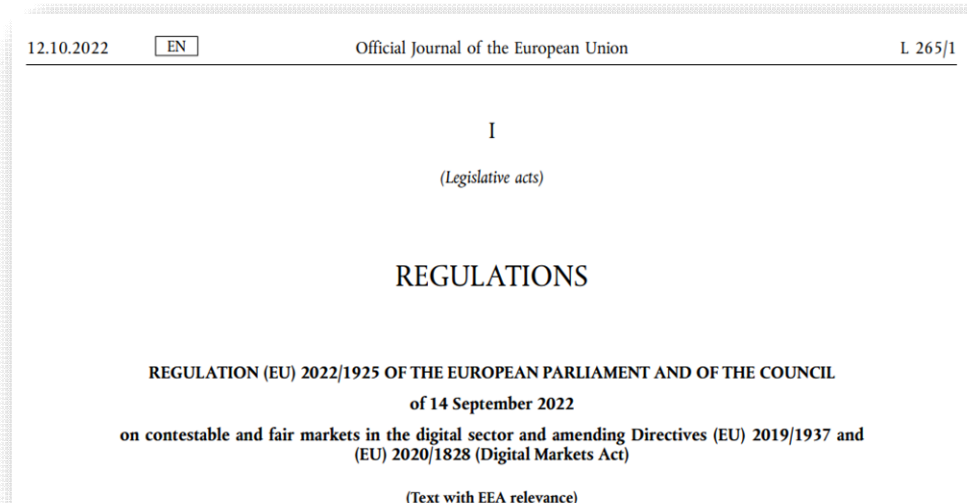 12.10.2022 EN Official Journal of the European Union L 265/1
I
(Legislative acts)
REGULATIONS
REGULATION (EU) 2022/1925 OF THE EUROPEAN PARLIAMENT AND OF THE COUNCIL
of 14 September 2022
on contestable and fair markets in the digital sector and amending Directives (EU) 2019/1937 and
(EU) 2020/1828 (Digital Markets Act)
(Text with EEA relevance)